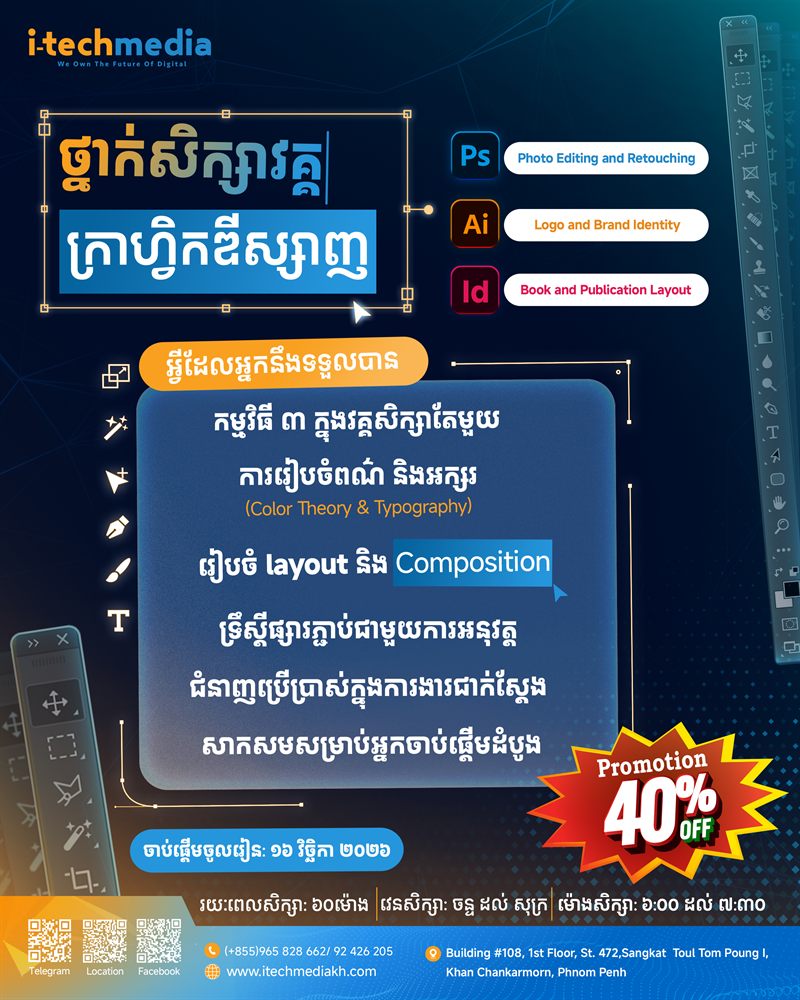 i-techmedia
We Own The Future Of Digital
ថ្នាក់សិក្សាវគ្គ
ក្រាហ្វិកឌីស្សាញ
Ps Photo Editing and Retouching
Ai Logo and Brand Identity
Id Book and Publication Layout
អ្វីដែលអ្នកនឹងទទួលបាន
កម្មវិធី ៣ ក្នុងវគ្គសិក្សាតែមួយ
ការរៀបចំពណ៌ និងអក្សរ
(Color Theory & Typography)
រៀបចំ layout និង Composition
ទ្រឹស្តីផ្សារភ្ជាប់ជាមួយការអនុវត្ត
ជំនាញប្រើប្រាស់ក្នុងការងារជាក់ស្តែង
សាកសមសម្រាប់អ្នកចាប់ផ្តើមដំបូង
Promotion
40%
OFF
ចាប់ផ្តើមចូលរៀន: ១៦ វិច្ឆិកា ២០២៦
រយៈពេលសិក្សា: ៦០ម៉ោង | វេនសិក្សា: ចន្ទ ដល់ សុក្រ | ម៉ោងសិក្សា: ៦:០០ ដល់ ៧:៣០
Telegram Location Facebook
(+855)965 828 662/ 92 426 205
www.itechmediakh.com
Building #108, 1st Floor, St. 472,Sangkat Toul Tom Poung I,
Khan Chankarmorn, Phnom Penh